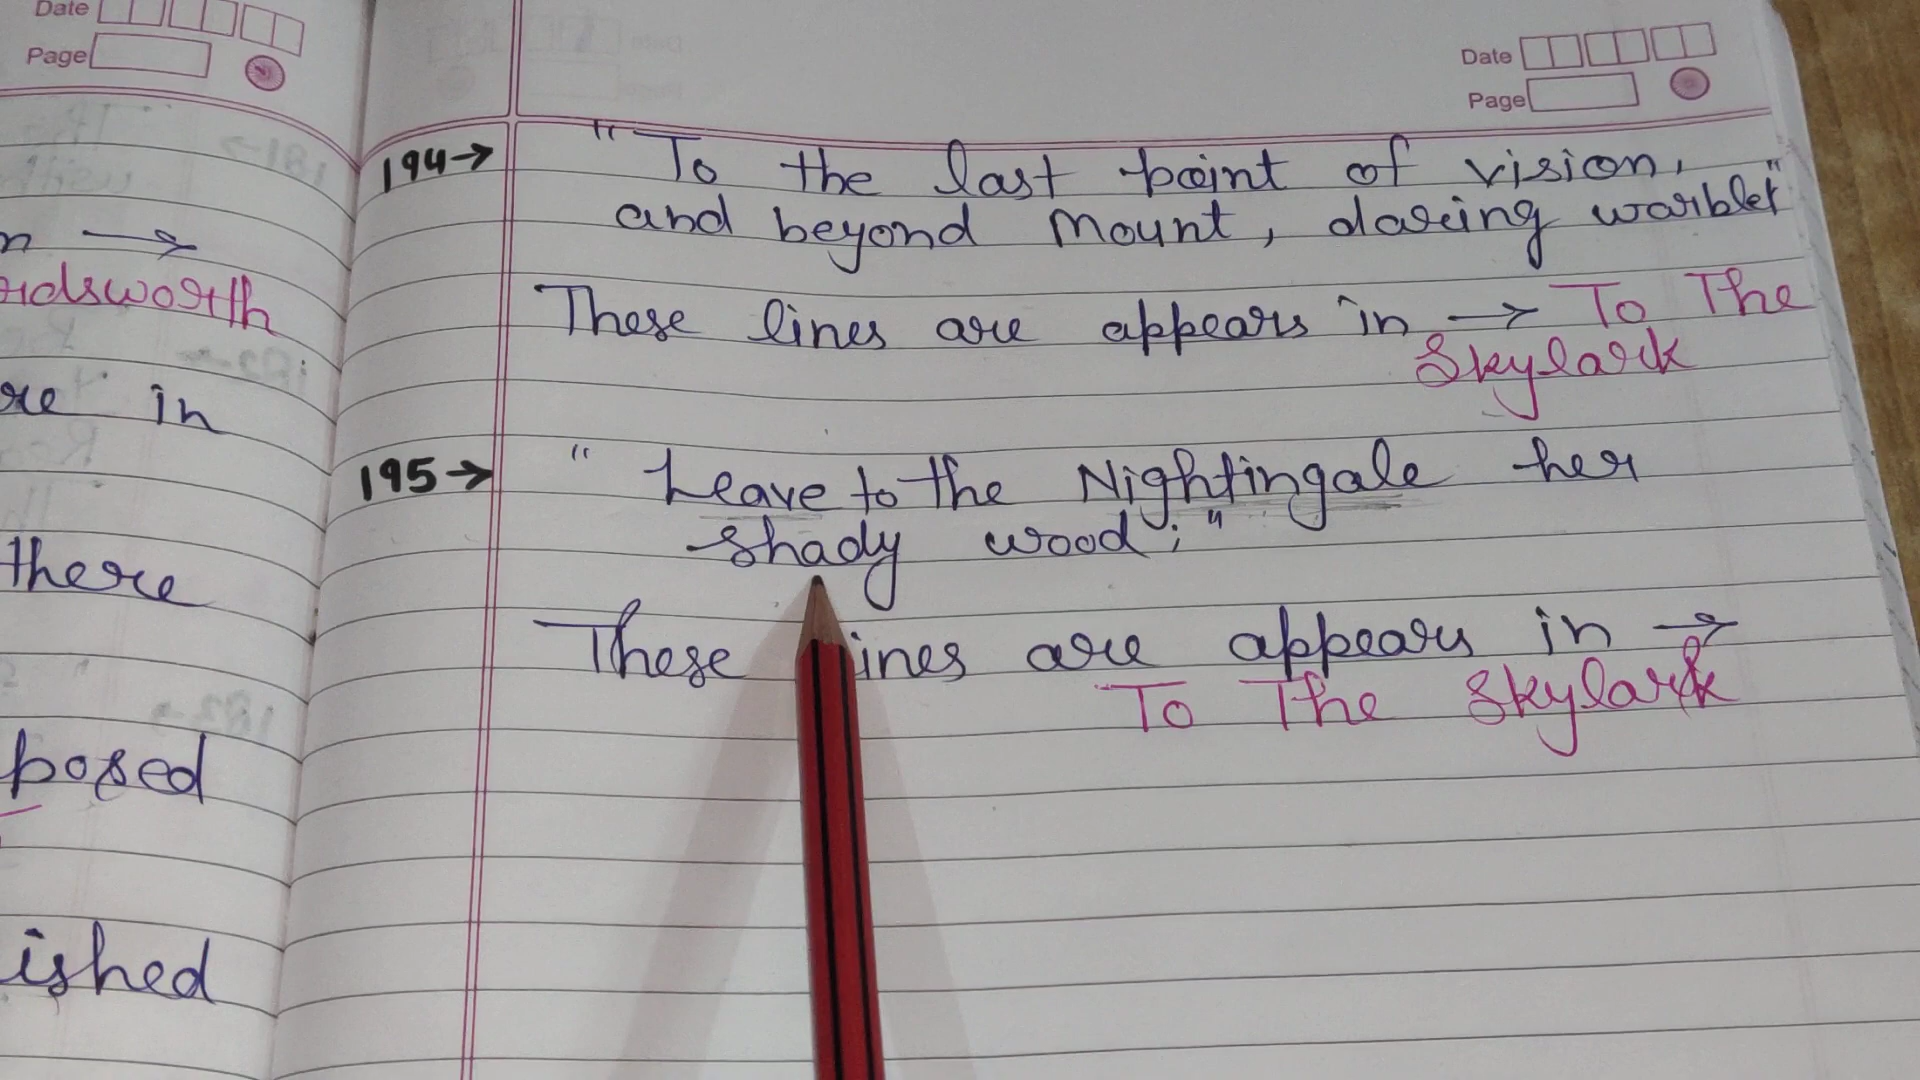 Date
Page
n →
rdsworth
re in
there
posed
ished
Date
Page
194→ "To the last point of vision,
and beyond Mount, daring warbler"
These lines are appears in → To The
Skylark
195→ "Leave to the Nightingale her
shady wood;"
These ines are appears in →
To The Skylark